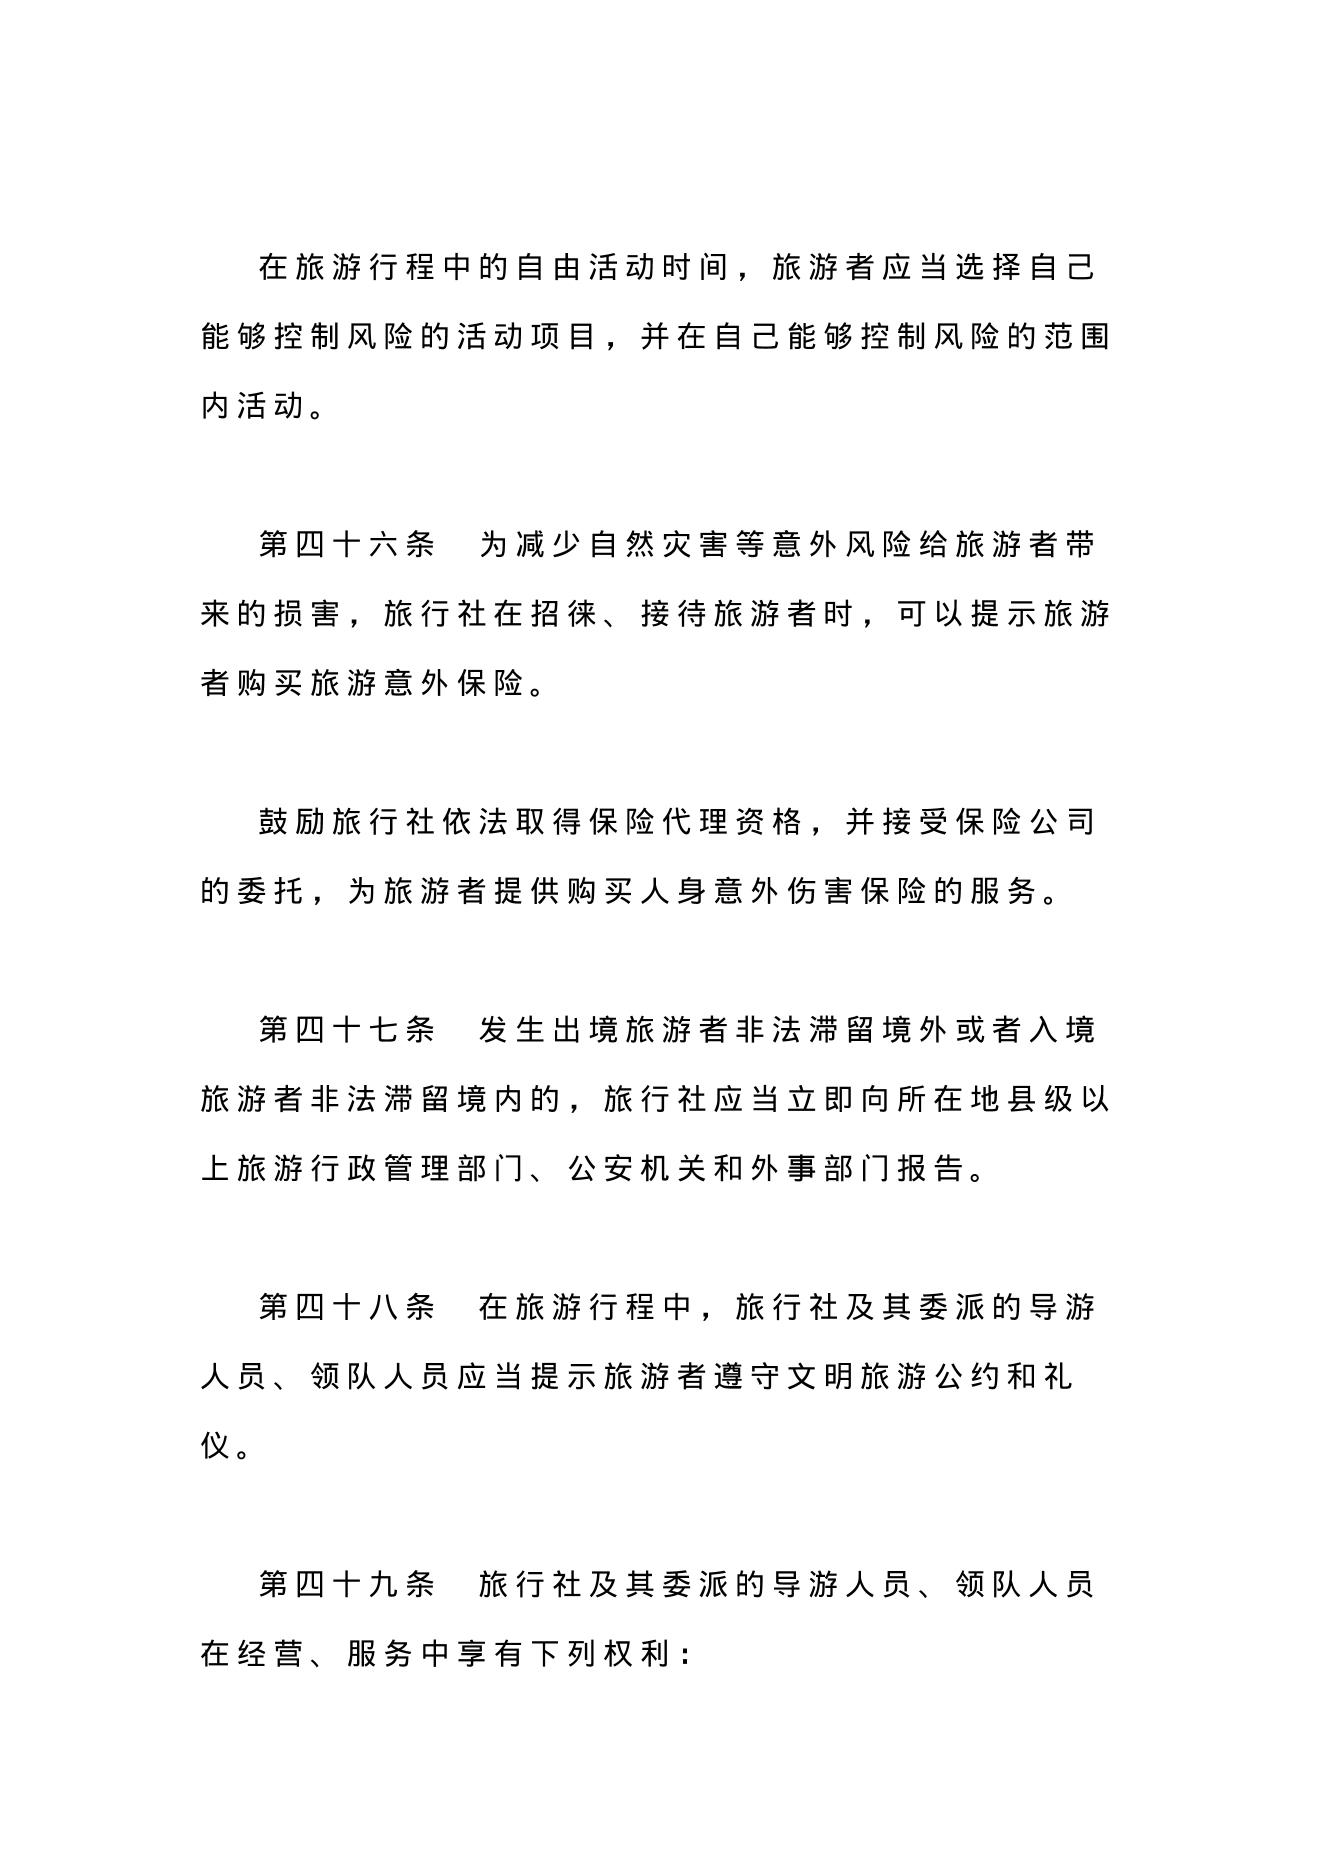 在旅游行程中的自由活动时间，旅游者应当选择自己
能够控制风险的活动项目，并在自己能够控制风险的范围
内活动。
第四十六条　为减少自然灾害等意外风险给旅游者带
来的损害，旅行社在招徕、接待旅游者时，可以提示旅游
者购买旅游意外保险。
鼓励旅行社依法取得保险代理资格，并接受保险公司
的委托，为旅游者提供购买人身意外伤害保险的服务。
第四十七条　发生出境旅游者非法滞留境外或者入境
旅游者非法滞留境内的，旅行社应当立即向所在地县级以
上旅游行政管理部门、公安机关和外事部门报告。
第四十八条　在旅游行程中，旅行社及其委派的导游
人员、领队人员应当提示旅游者遵守文明旅游公约和礼
仪。
第四十九条　旅行社及其委派的导游人员、领队人员
在经营、服务中享有下列权利：